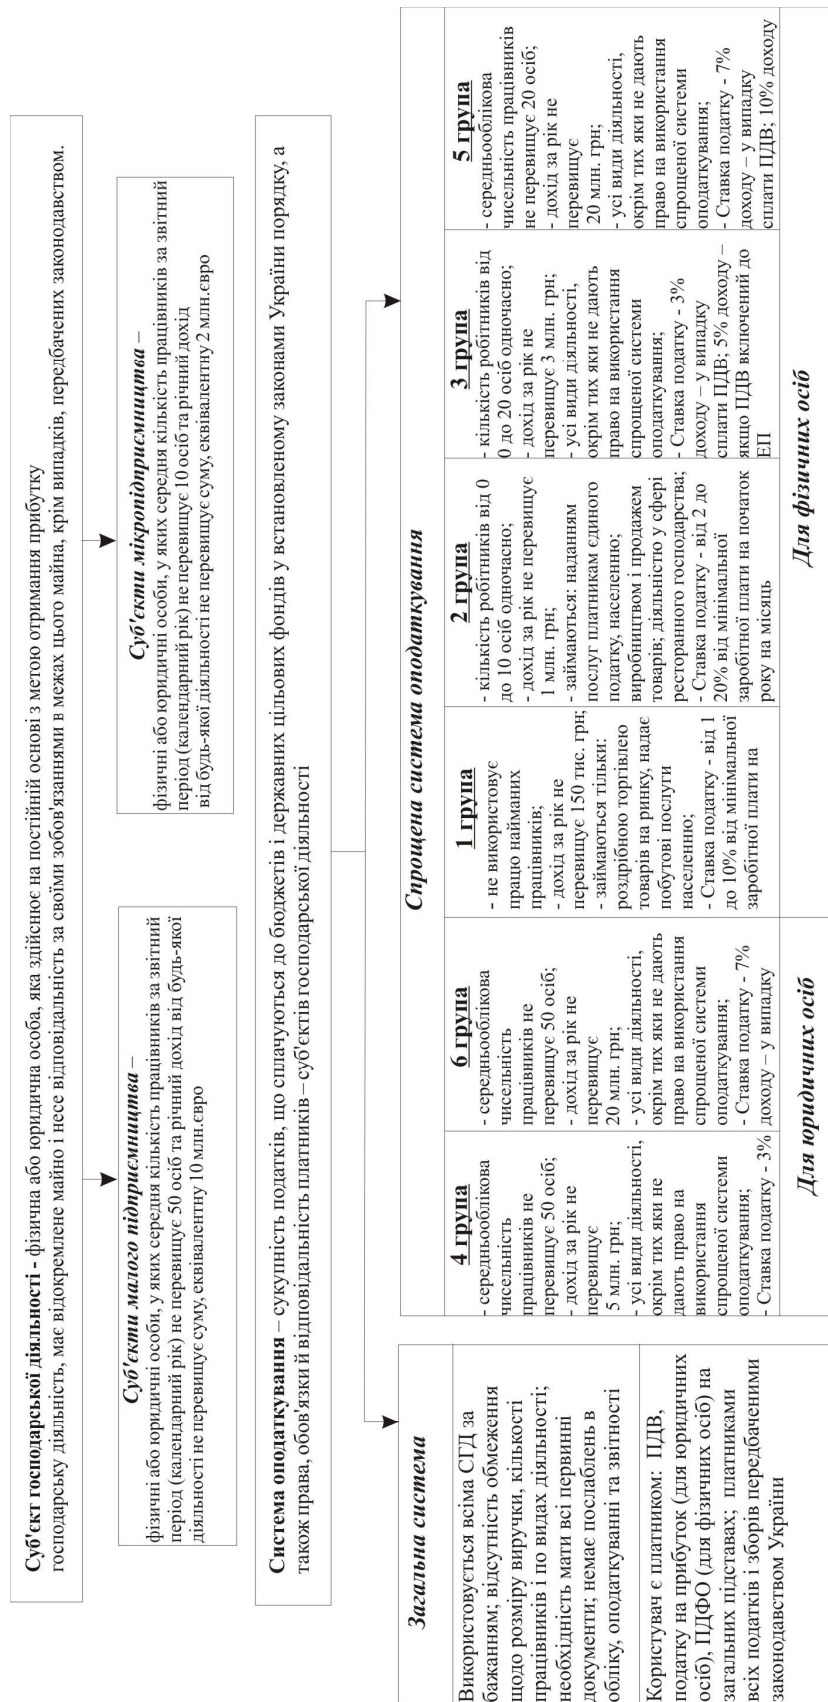 Суб'єкт господарської діяльності - фізична або юридична особа, яка здійснює на постійній основі з метою отримання прибутку
господарську діяльність, має відокремлене майно і несе відповідальність за своїми зобов'язаннями в межах цього майна, крім випадків, передбачених законодавством.
Суб'єкти малого підприємництва –
фізичні або юридичні особи, у яких середня кількість працівників за звітний
період (календарний рік) не перевищує 50 осіб та річний дохід від будь-якої
діяльності не перевищує суму, еквівалентну 10 млн.євро
Суб'єкти мікропідприємництва –
фізичні або юридичні особи, у яких середня кількість працівників за звітний
період (календарний рік) не перевищує 10 осіб та річний дохід
від будь-якої діяльності не перевищує суму, еквівалентну 2 млн.євро
Система оподаткування – сукупність податків, що сплачуються до бюджетів і державних цільових фондів у встановленому законами України порядку, а
також права, обов'язки й відповідальність платників – суб'єктів господарської діяльності
Загальна система
Використовується всіма СГД за
бажанням; відсутність обмеження
щодо розміру виручки, кількості
працівників і по видах діяльності;
необхідність мати всі первинні
документи; немає послаблень в
обліку, оподаткуванні та звітності
Користувач є платником: ПДВ,
податку на прибуток (для юридичних
осіб), ПДФО (для фізичних осіб) на
загальних підставах; платниками
всіх податків і зборів передбаченими
законодавством України
Спрощена система оподаткування
4 група
- середньооблікова
чисельність
працівників не
перевищує 50 осіб;
- дохід за рік не
перевищує
5 млн. грн;
- усі види діяльності,
окрім тих яки не
дають право на
використання
спрощеної системи
оподаткування;
- Ставка податку - 3%
6 група
- середньооблікова
чисельність
працівників не
перевищує 50 осіб;
- дохід за рік не
перевищує
20 млн. грн;
- усі види діяльності,
окрім тих яки не дають
право на використання
спрощеної системи
оподаткування;
- Ставка податку - 7%
доходу – у випадку
Для юридичних осіб
1 група
- не використовує
працю найманих
працівників;
- дохід за рік не
перевищує 150 тис. грн;
- займаються тільки:
роздрібною торгівлею
товарів на ринку, надає
побутові послуги
населенню;
- Ставка податку - від 1
до 10% від мінімальної
заробітної плати на
2 група
- кількість робітників від 0
до 10 осіб одночасно;
- дохід за рік не перевищує
1 млн. грн;
- займаються: наданням
послуг платникам єдиного
податку, населенню;
виробництвом і продажем
товарів; діяльністю у сфері
ресторанного господарства;
- Ставка податку - від 2 до
20% від мінімальної
заробітної плати на початок
року на місяць
3 група
- кількість робітників від
0 до 20 осіб одночасно;
- дохід за рік не
перевищує 3 млн. грн;
- усі види діяльності,
окрім тих яки не дають
право на використання
спрощеної системи
оподаткування;
- Ставка податку - 3%
доходу – у випадку
сплати ПДВ; 5% доходу –
якщо ПДВ включений до
ЕП
5 група
- середньооблікова
чисельність працівників
не перевищує 20 осіб;
- дохід за рік не
перевищує
20 млн. грн;
- усі види діяльності,
окрім тих яки не дають
право на використання
спрощеної системи
оподаткування;
- Ставка податку - 7%
доходу – у випадку
сплати ПДВ; 10% доходу
Для фізичних осіб